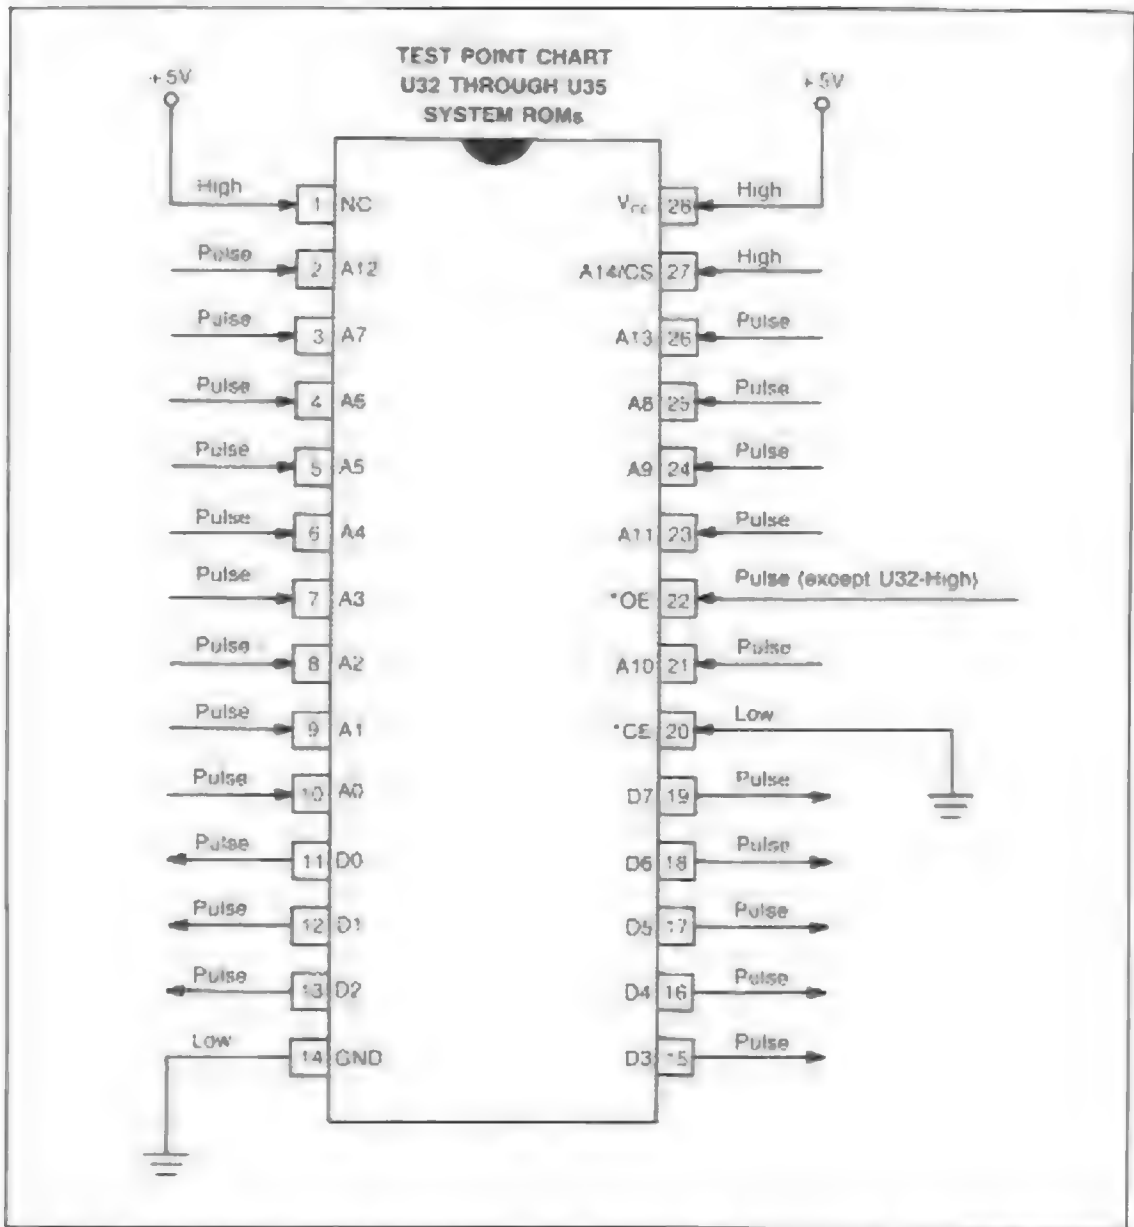 TEST POINT CHART
U32 THROUGH U35
SYSTEM ROMs
+5V
+5V
High 1 NC
Vcc 28 High
Pulse 2 A12
A14/CS 27 High
Pulse 3 A7
A13 26 Pulse
Pulse 4 A6
A8 25 Pulse
Pulse 5 A5
A9 24 Pulse
Pulse 6 A4
A11 23 Pulse
Pulse 7 A3
*OE 22 Pulse (except U32-High)
Pulse 8 A2
A10 21 Pulse
Pulse 9 A1
*CE 20 Low
Pulse 10 A0
D7 19 Pulse
Pulse 11 D0
D6 18 Pulse
Pulse 12 D1
D5 17 Pulse
Pulse 13 D2
D4 16 Pulse
Low 14 GND
D3 15 Pulse